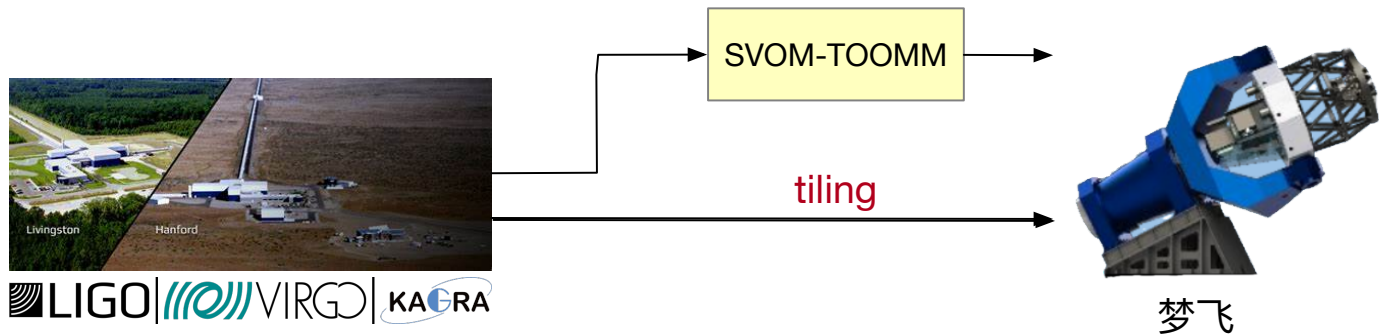 SVOM-TOOMM
tiling
Livingston
Hanford
LIGO VIRGO KAGRA
梦飞